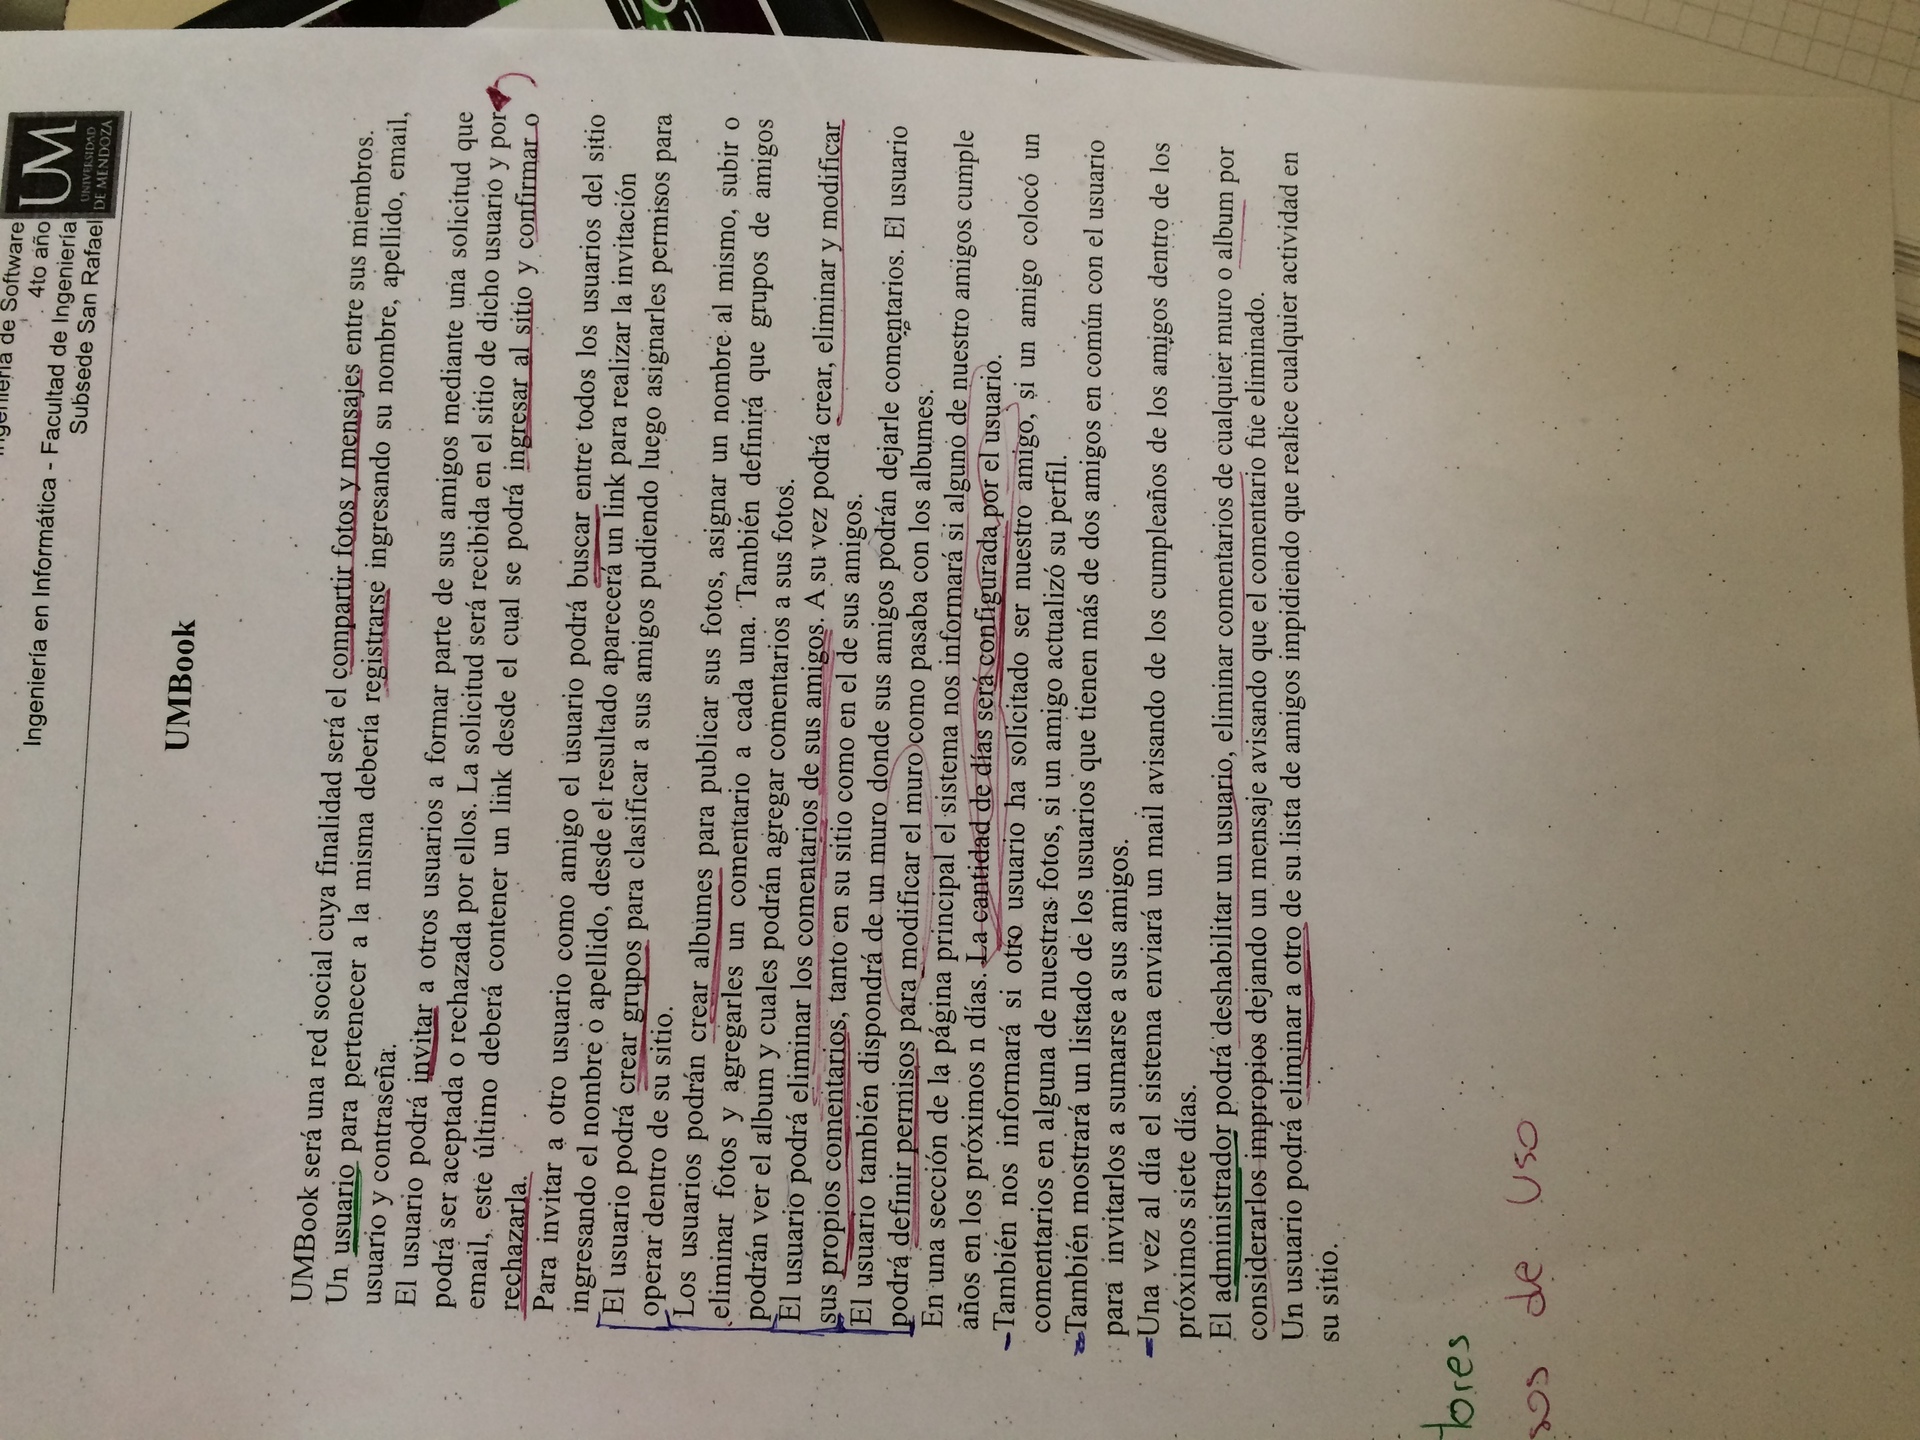 Ingeniería de Software
4to año
Ingeniería en Informática - Facultad de Ingeniería
Subsede San Rafael
UM
UNIVERSIDAD
DE MENDOZA
UMBook
UMBook será una red social cuya finalidad será el compartir fotos y mensajes entre sus miembros.
Un usuario para pertenecer a la misma debería registrarse ingresando su nombre, apellido, email,
usuario y contraseña.
El usuario podrá invitar a otros usuarios a formar parte de sus amigos mediante una solicitud que
podrá ser aceptada o rechazada por ellos. La solicitud será recibida en el sitio de dicho usuario y por
email, este último deberá contener un link desde el cual se podrá ingresar al sitio y confirmar o
rechazarla.
Para invitar a otro usuario como amigo el usuario podrá buscar entre todos los usuarios del sitio
ingresando el nombre o apellido, desde el resultado aparecerá un link para realizar la invitación
El usuario podrá crear grupos para clasificar a sus amigos pudiendo luego asignarles permisos para
operar dentro de su sitio.
Los usuarios podrán crear albumes para publicar sus fotos, asignar un nombre al mismo, subir o
eliminar fotos y agregarles un comentario a cada una. También definirá que grupos de amigos
podrán ver el album y cuales podrán agregar comentarios a sus fotos.
El usuario podrá eliminar los comentarios de sus amigos. A su vez podrá crear, eliminar y modificar
sus propios comentarios, tanto en su sitio como en el de sus amigos.
El usuario también dispondrá de un muro donde sus amigos podrán dejarle comentarios. El usuario
podrá definir permisos para modificar el muro como pasaba con los albumes.
En una sección de la página principal el sistema nos informará si alguno de nuestro amigos cumple
años en los próximos n días. La cantidad de días será configurada por el usuario.
También nos informará si otro usuario ha solicitado ser nuestro amigo, si un amigo colocó un
comentarios en alguna de nuestras fotos, si un amigo actualizó su perfil.
También mostrará un listado de los usuarios que tienen más de dos amigos en común con el usuario
para invitarlos a sumarse a sus amigos.
Una vez al día el sistema enviará un mail avisando de los cumpleaños de los amigos dentro de los
próximos siete días.
El administrador podrá deshabilitar un usuario, eliminar comentarios de cualquier muro o album por
considerarlos impropios dejando un mensaje avisando que el comentario fue eliminado.
Un usuario podrá eliminar a otro de su lista de amigos impidiendo que realice cualquier actividad en
su sitio.
tores
sos de uso